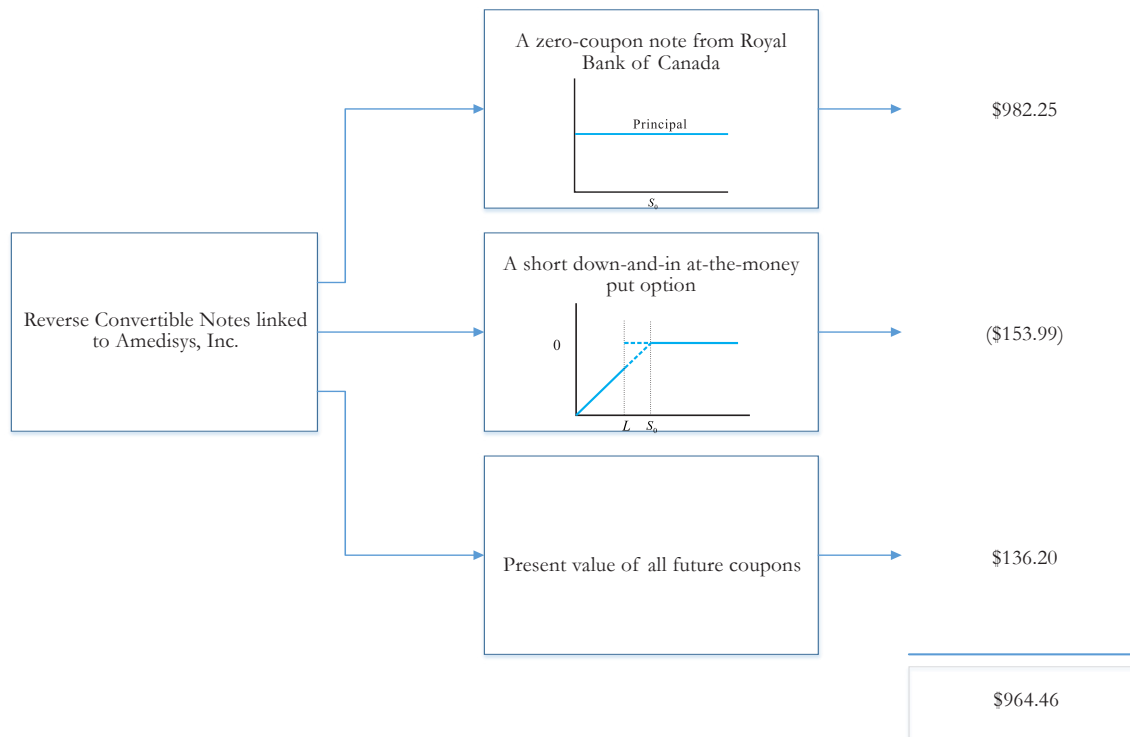 A zero-coupon note from Royal
Bank of Canada
Principal
S₀
$982.25
Reverse Convertible Notes linked
to Amedisys, Inc.
A short down-and-in at-the-money
put option
0
L S₀
($153.99)
Present value of all future coupons
$136.20
$964.46